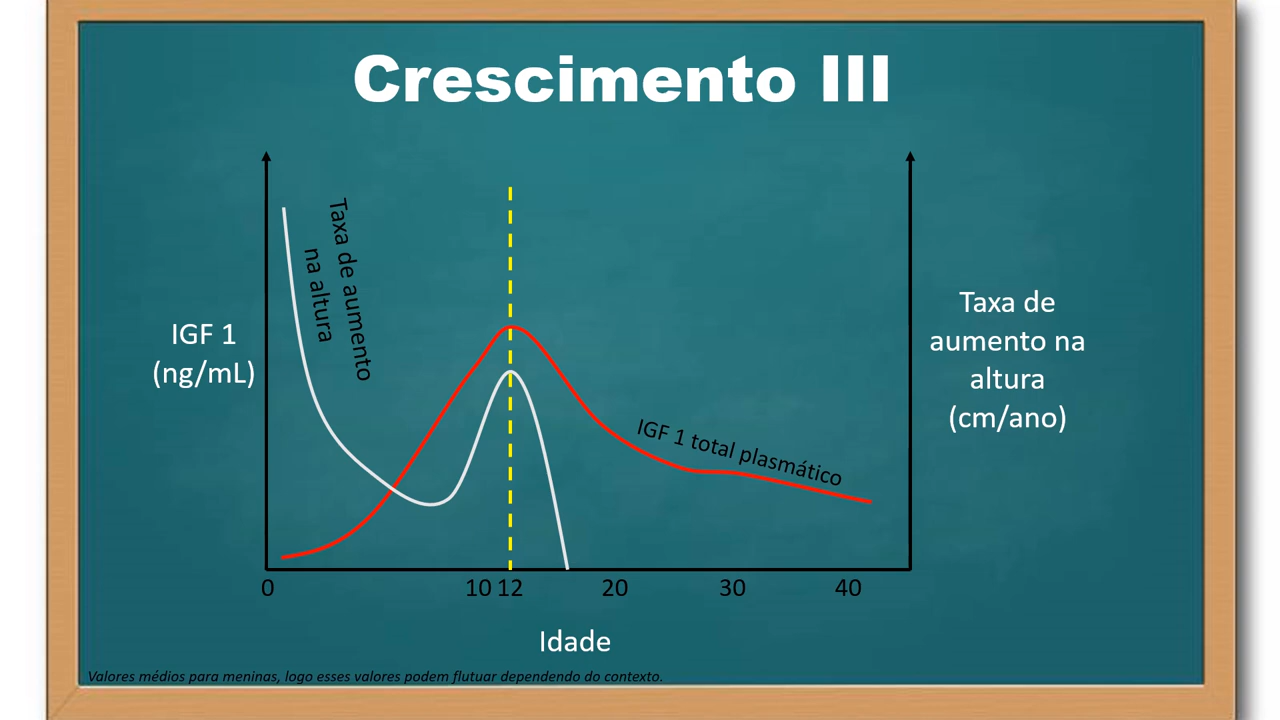 Crescimento III
Taxa de aumento
na altura
IGF 1
(ng/mL)
Taxa de
aumento na
altura
(cm/ano)
IGF 1 total plasmático
0 10 12 20 30 40
Idade
Valores médios para meninas, logo esses valores podem flutuar dependendo do contexto.